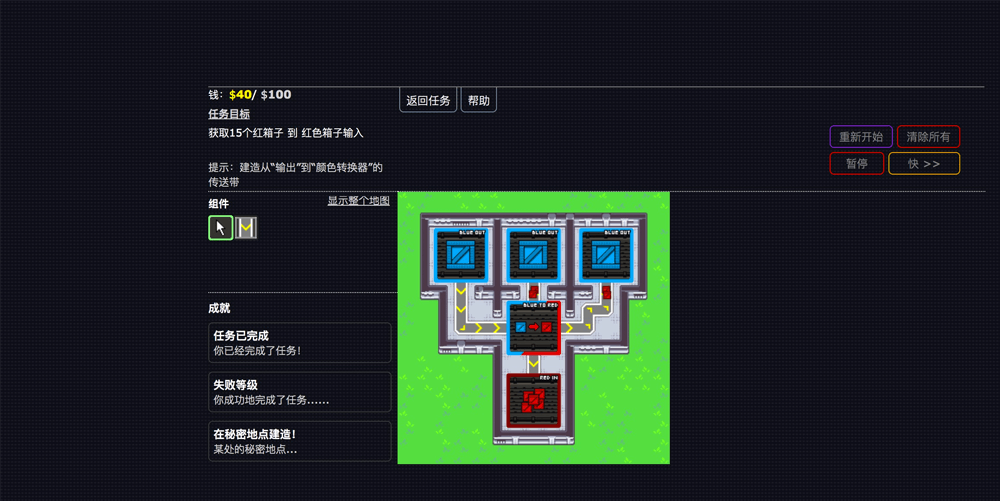 钱：$40/ $100
返回任务
帮助
任务目标
获取15个红箱子 到 红色箱子输入
重新开始
清除所有
提示：建造从“输出”到“颜色转换器”的
传送带
暂停
快 >>
组件
显示整个地图
BLUE OUT
BLUE OUT
BLUE OUT
BLUE TO RED
RED IN
成就
任务已完成
你已经完成了任务！
失败等级
你成功地完成了任务......
在秘密地点建造！
某处的秘密地点...